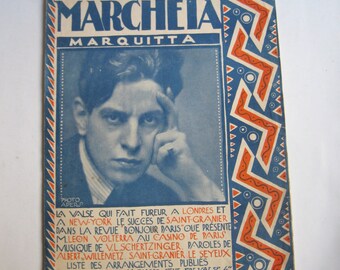 MARCHETA
MARQUITTA
PHOTO
LA VALSE QUI FAIT FUREUR A LONDRES ET
A NEW-YORK LE SUCCES DE SAINT-GRANIER
DANS LA REVUE BONJOUR PARIS QUE PRESENTE
M.LEON VOLTERRA AU CASINO DE PARIS
MUSIQUE DE V.L.SCHERTZINGER PAROLES DE
ALBERT WILLEMETZ SAINT-GRANIER LE SEYEUX
LISTE DES ARRANGEMENTS PUBLIÉS